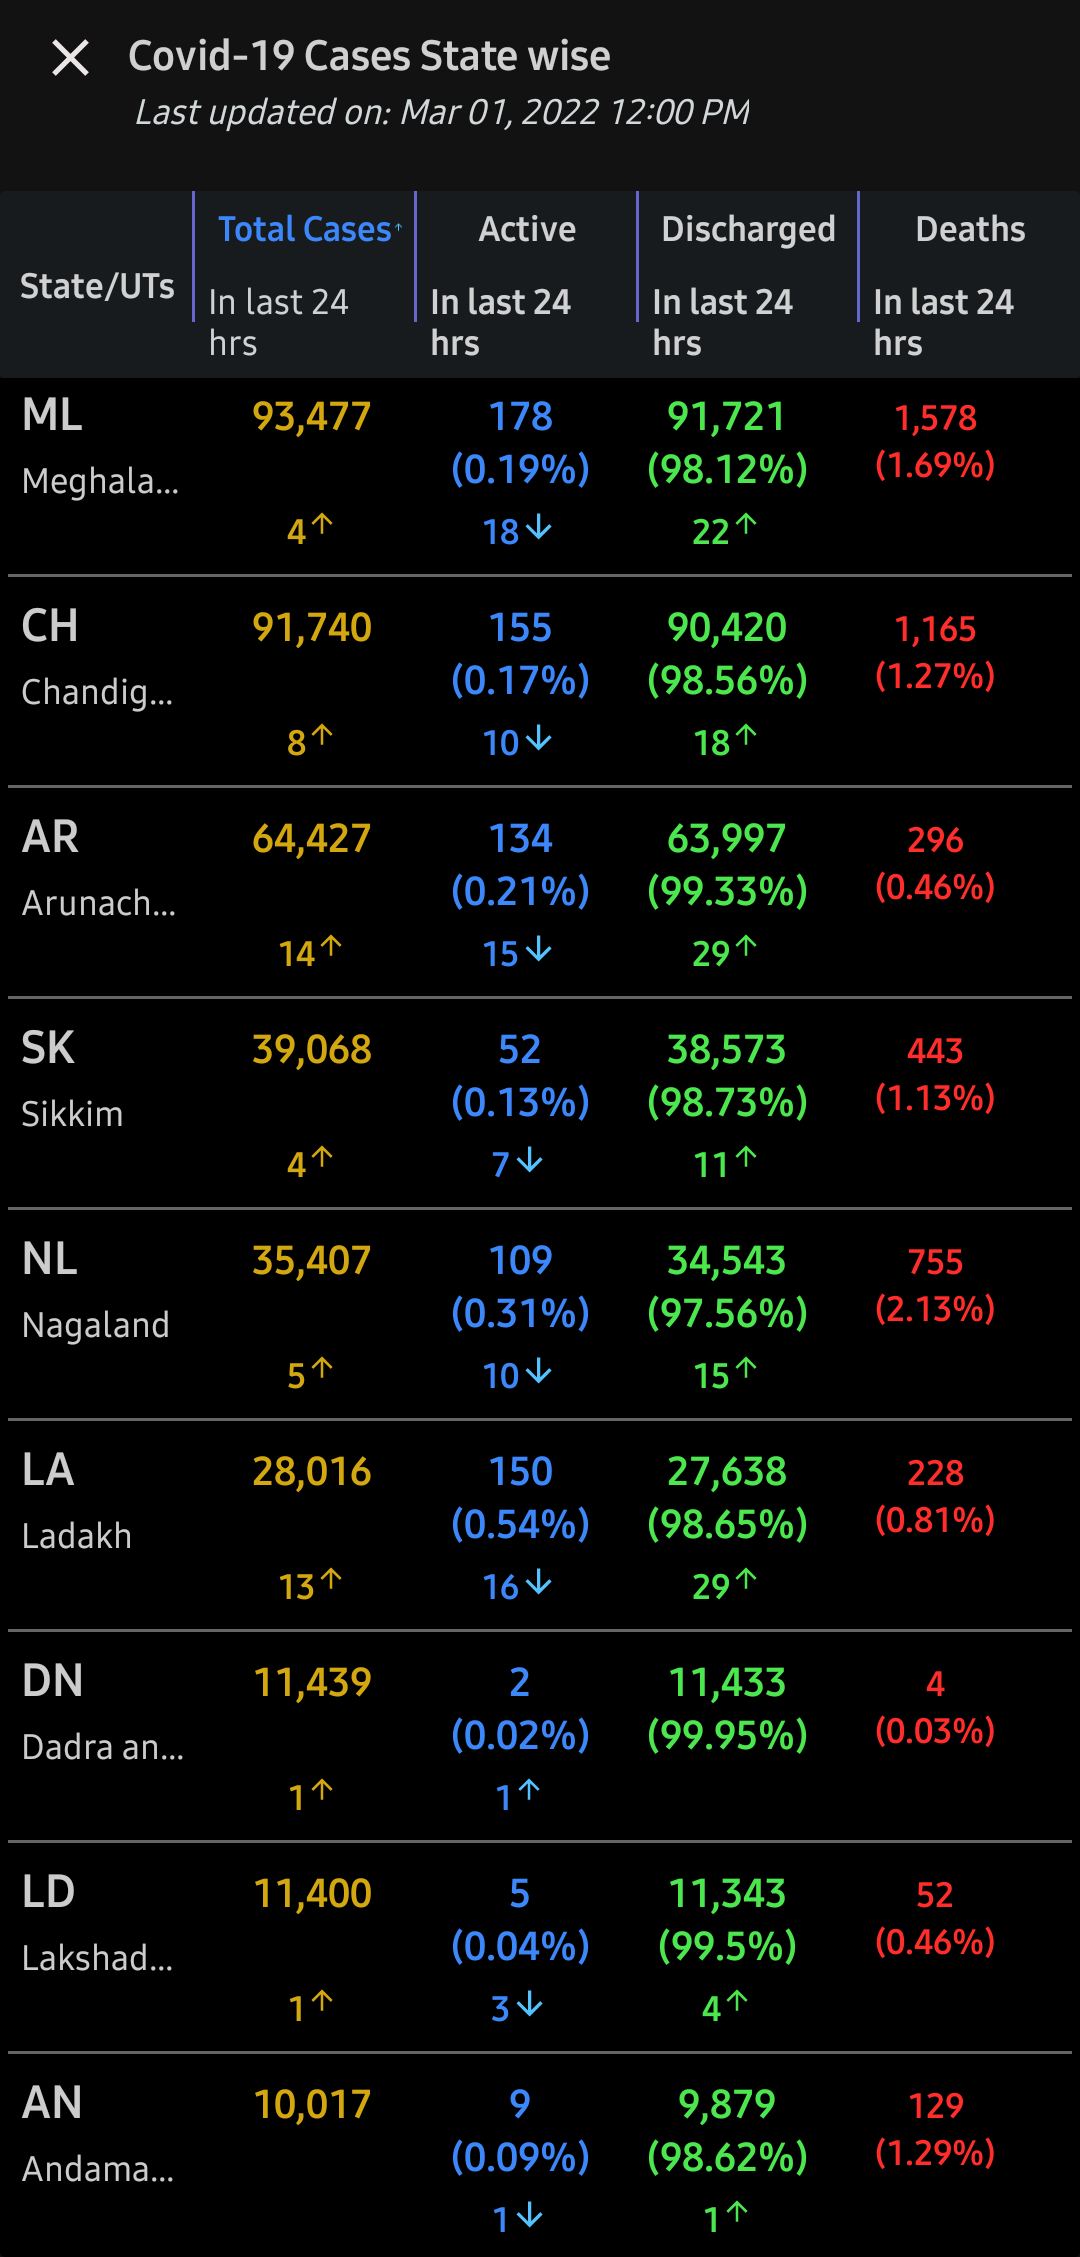 Covid-19 Cases State wise
Last updated on: Mar 01, 2022 12:00 PM
State/UTs
Total Cases↑
In last 24
hrs
Active
In last 24
hrs
Discharged
In last 24
hrs
Deaths
In last 24
hrs
ML 93,477 178 91,721 1,578
Meghala... (0.19%) (98.12%) (1.69%)
4↑ 18↓ 22↑
CH 91,740 155 90,420 1,165
Chandig... (0.17%) (98.56%) (1.27%)
8↑ 10↓ 18↑
AR 64,427 134 63,997 296
Arunach... (0.21%) (99.33%) (0.46%)
14↑ 15↓ 29↑
SK 39,068 52 38,573 443
Sikkim (0.13%) (98.73%) (1.13%)
4↑ 7↓ 11↑
NL 35,407 109 34,543 755
Nagaland (0.31%) (97.56%) (2.13%)
5↑ 10↓ 15↑
LA 28,016 150 27,638 228
Ladakh (0.54%) (98.65%) (0.81%)
13↑ 16↓ 29↑
DN 11,439 2 11,433 4
Dadra an... (0.02%) (99.95%) (0.03%)
1↑ 1↑
LD 11,400 5 11,343 52
Lakshad... (0.04%) (99.5%) (0.46%)
1↑ 3↓ 4↑
AN 10,017 9 9,879 129
Andama... (0.09%) (98.62%) (1.29%)
1↓ 1↑